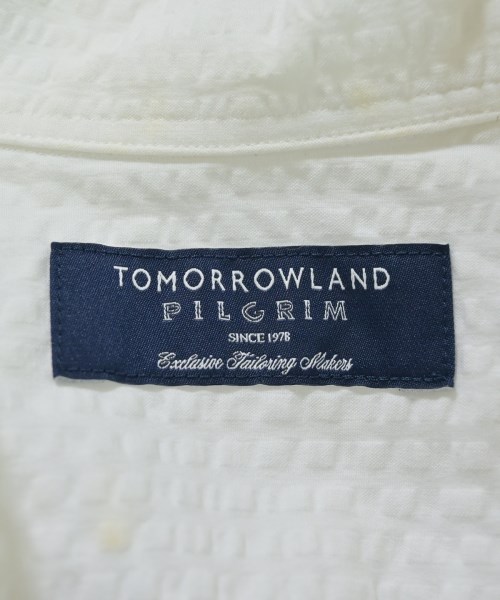 TOMORROWLAND
PILGRIM
SINCE 1978
Exclusive Tailoring Makers